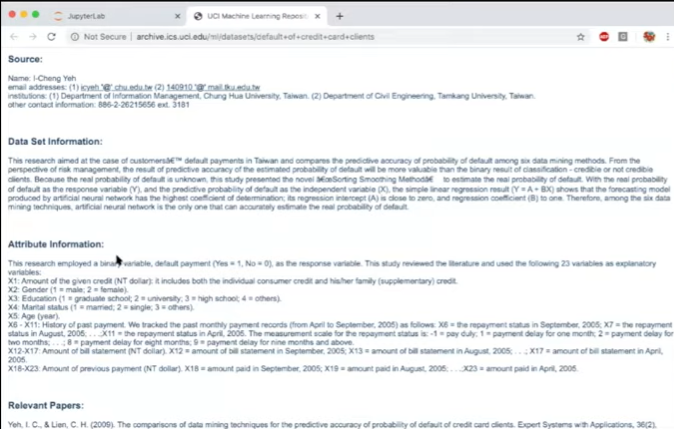 JupyterLab
UCI Machine Learning Reposit
Not Secure | archive.ics.uci.edu/ml/datasets/default+of+credit+card+clients
Source:
Name: I-Cheng Yeh
email addresses: (1) icyeh '@' chu.edu.tw (2) 140910 '@' mail.tku.edu.tw
institutions: (1) Department of Information Management, Chung Hua University, Taiwan. (2) Department of Civil Engineering, Tamkang University, Taiwan.
other contact information: 886-2-26215656 ext. 3181
Data Set Information:
This research aimed at the case of customersâ€™ default payments in Taiwan and compares the predictive accuracy of probability of default among six data mining methods. From the
perspective of risk management, the result of predictive accuracy of the estimated probability of default will be more valuable than the binary result of classification - credible or not credible
clients. Because the real probability of default is unknown, this study presented the novel â€œSorting Smoothing Methodâ€ to estimate the real probability of default. With the real probability
of default as the response variable (Y), and the predictive probability of default as the independent variable (X), the simple linear regression result (Y = A + BX) shows that the forecasting model
produced by artificial neural network has the highest coefficient of determination; its regression intercept (A) is close to zero, and regression coefficient (B) to one. Therefore, among the six data
mining techniques, artificial neural network is the only one that can accurately estimate the real probability of default.
Attribute Information:
This research employed a binary variable, default payment (Yes = 1, No = 0), as the response variable. This study reviewed the literature and used the following 23 variables as explanatory
variables:
X1: Amount of the given credit (NT dollar): it includes both the individual consumer credit and his/her family (supplementary) credit.
X2: Gender (1 = male; 2 = female).
X3: Education (1 = graduate school; 2 = university; 3 = high school; 4 = others).
X4: Marital status (1 = married; 2 = single; 3 = others).
X5: Age (year).
X6 - X11: History of past payment. We tracked the past monthly payment records (from April to September, 2005) as follows: X6 = the repayment status in September, 2005; X7 = the repayment
status in August, 2005; . . .;X11 = the repayment status in April, 2005. The measurement scale for the repayment status is: -1 = pay duly; 1 = payment delay for one month; 2 = payment delay for
two months; . . .; 8 = payment delay for eight months; 9 = payment delay for nine months and above.
X12-X17: Amount of bill statement (NT dollar). X12 = amount of bill statement in September, 2005; X13 = amount of bill statement in August, 2005; . . .; X17 = amount of bill statement in April,
2005.
X18-X23: Amount of previous payment (NT dollar). X18 = amount paid in September, 2005; X19 = amount paid in August, 2005; . . .;X23 = amount paid in April, 2005.
Relevant Papers:
Yeh, I. C., & Lien, C. H. (2009). The comparisons of data mining techniques for the predictive accuracy of probability of default of credit card clients. Expert Systems with Applications, 36(2),